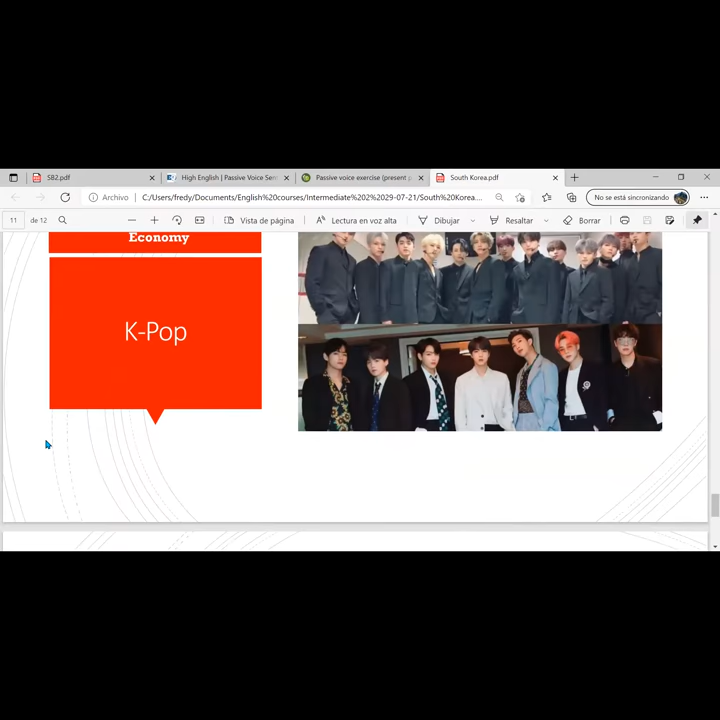 SB2.pdf
High English | Passive Voice Sen
Passive voice exercise (present p
South Korea.pdf
Archivo
C:/Users/fredy/Documents/English%20courses/Intermediate%202%2029-07-21/South%20Korea....
No se está sincronizando
11
de 12
Vista de página
Lectura en voz alta
Dibujar
Resaltar
Borrar
Economy
K-Pop